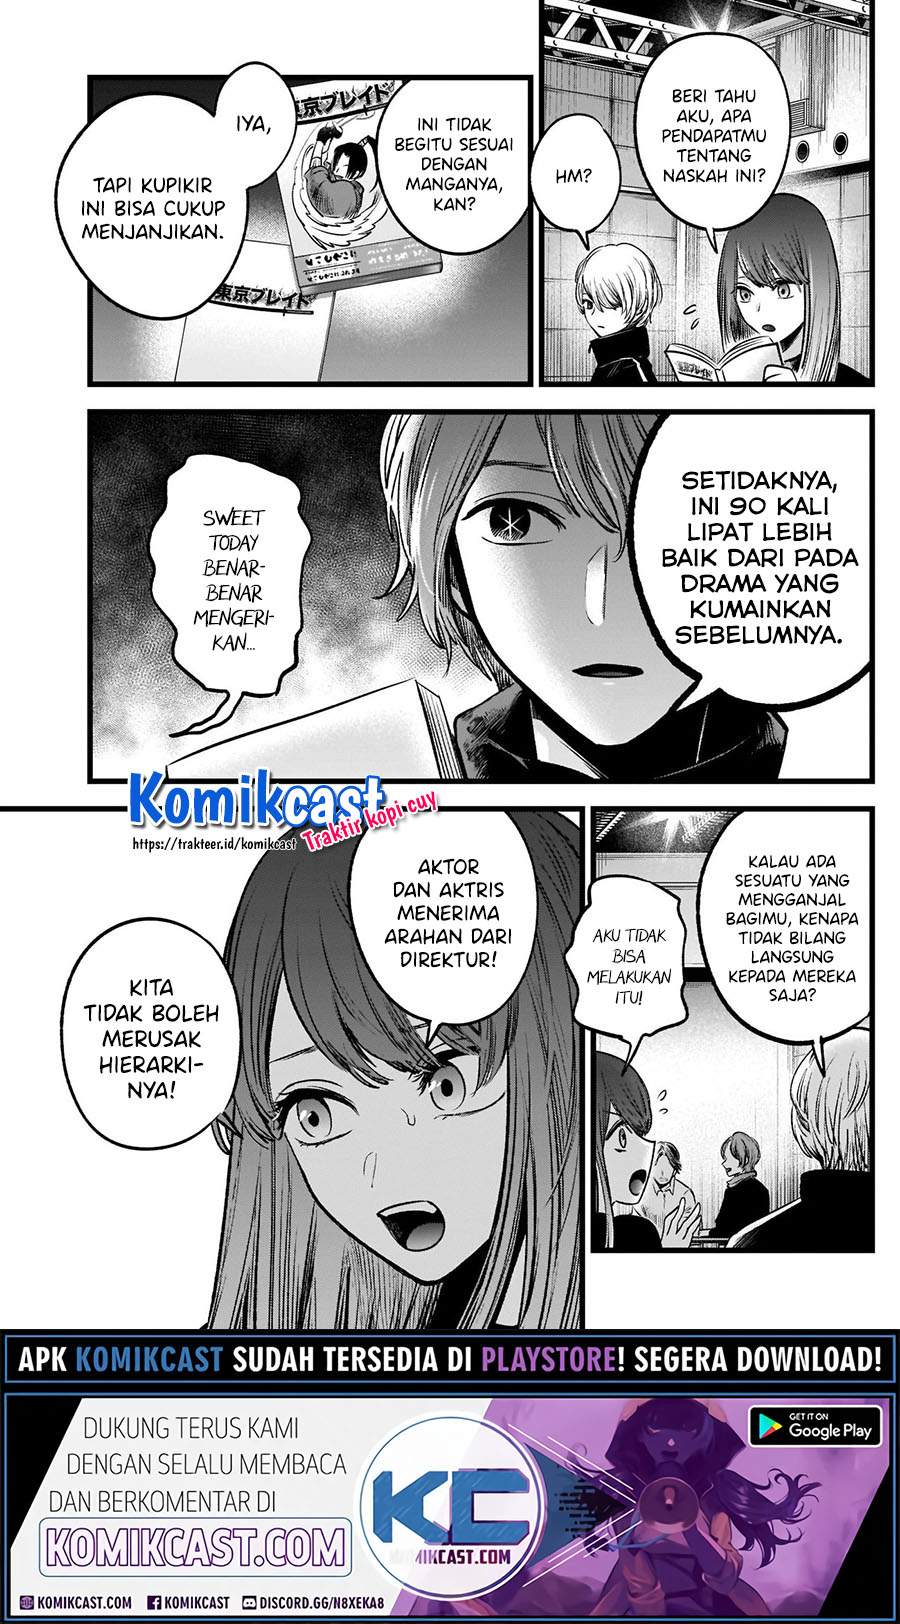 BERI TAHU
AKU, APA
PENDAPATMU
TENTANG
NASKAH INI?
HM?
INI TIDAK
BEGITU SESUAI
DENGAN
MANGANYA,
KAN?
IYA,
TAPI KUPIKIR
INI BISA CUKUP
MENJANJIKAN.
東京ブレイド
東京ブレイド
SETIDAKNYA,
INI 90 KALI
LIPAT LEBIH
BAIK DARI PADA
DRAMA YANG
KUMAINKAN
SEBELUMNYA.
SWEET
TODAY
BENAR-
BENAR
MENGERI-
KAN...
Komikcast
Traktir kopi cuy
https://trakteer.id/komikcast
KALAU ADA
SESUATU YANG
MENGGANJAL
BAGIMU, KENAPA
TIDAK BILANG
LANGSUNG
KEPADA MEREKA
SAJA?
AKU TIDAK
BISA
MELAKUKAN
ITU!
AKTOR
DAN AKTRIS
MENERIMA
ARAHAN DARI
DIREKTUR!
KITA
TIDAK BOLEH
MERUSAK
HIERARKI-
NYA!
APK KOMIKCAST SUDAH TERSEDIA DI PLAYSTORE! SEGERA DOWNLOAD!
DUKUNG TERUS KAMI
DENGAN SELALU MEMBACA
DAN BERKOMENTAR DI
KOMIKCAST.COM
KC
KOMIKCAST.COM
GET IT ON
Google Play
KOMIKCAST.COM
KOMIKCAST.COM
DISCORD.GG/N8XEKA8